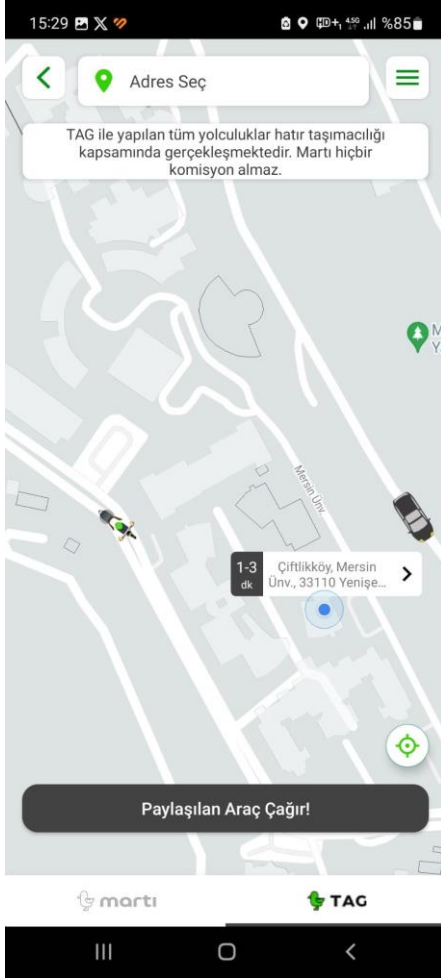 15:29
%85
Adres Seç
TAG ile yapılan tüm yolculuklar hatır taşımacılığı
kapsamında gerçekleşmektedir. Martı hiçbir
komisyon almaz.
M
Y
Mersin Ünv.
1-3
dk
Çiftlikköy, Mersin
Ünv., 33110 Yenişe...
Paylaşılan Araç Çağır!
martı
TAG